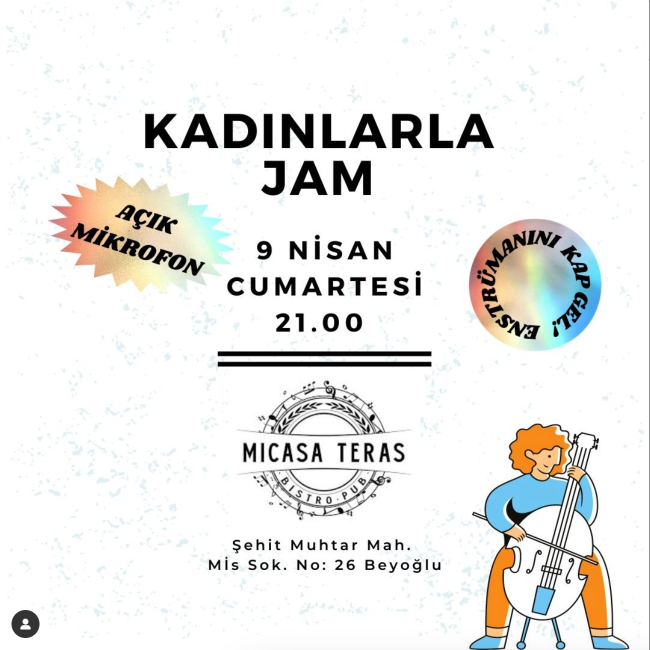 KADINLARLA
JAM
AÇIK
MİKROFON
9 NİSAN
CUMARTESİ
21.00
ENSTRÜMANINI KAP GEL!
MICASA TERAS
BISTRO·PUB
Şehit Muhtar Mah.
Mİs Sok. No: 26 Beyoğlu